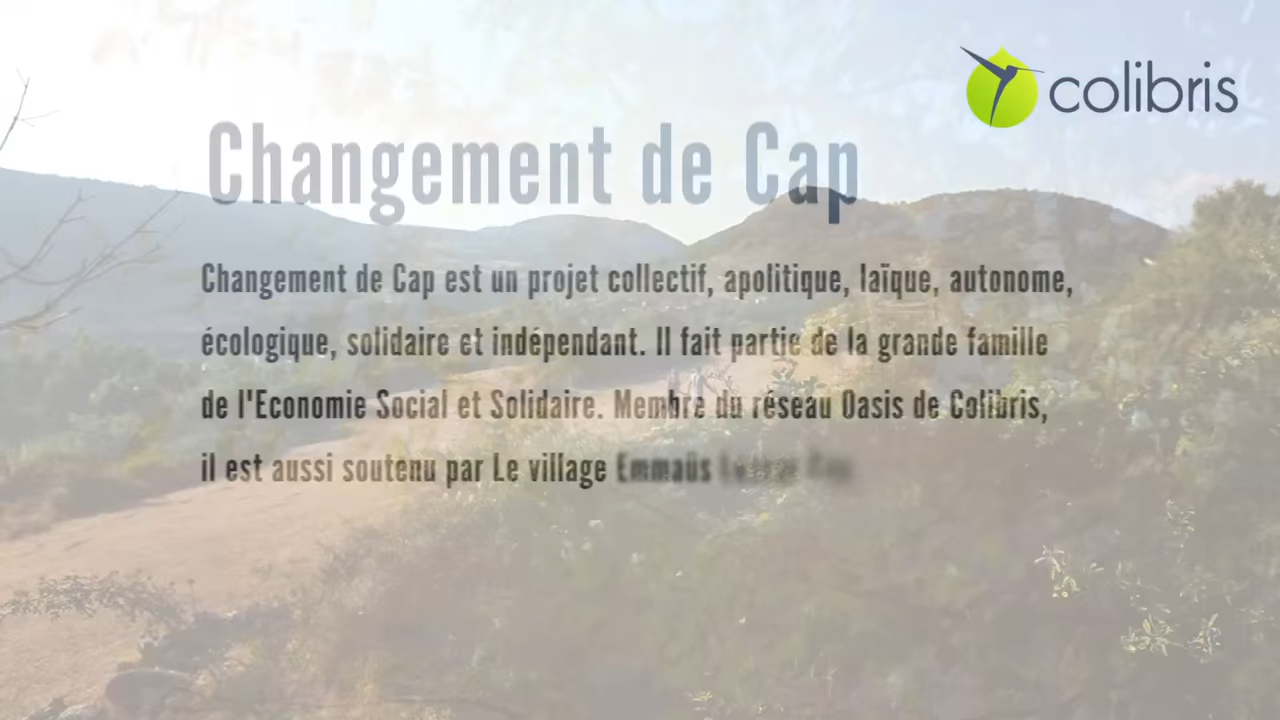 colibris
Changement de Cap
Changement de Cap est un projet collectif, apolitique, laïque, autonome,
écologique, solidaire et indépendant. Il fait partie de la grande famille
de l'Economie Social et Solidaire. Membre du réseau Oasis de Colibris,
il est aussi soutenu par Le village Emmaüs